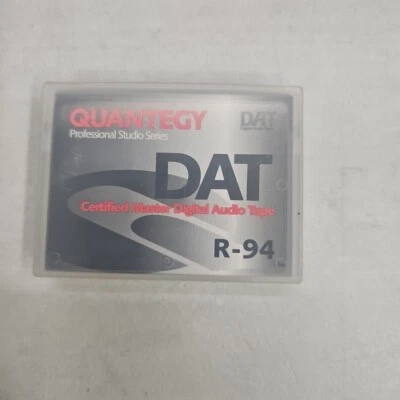 QUANTEGY
Professional Studio Series
DAT
DAT
Certified Master Digital Audio Tape
R-94